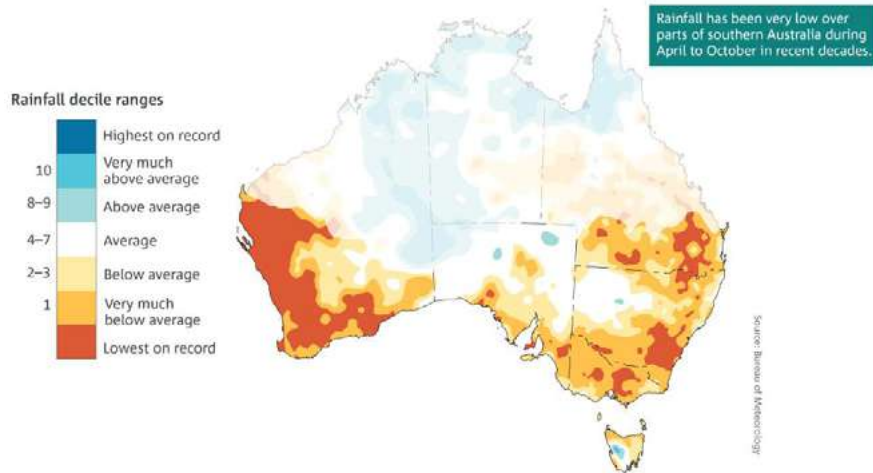 Rainfall has been very low over
parts of southern Australia during
April to October in recent decades.
Rainfall decile ranges
Highest on record
10
Very much
above average
8–9
Above average
4–7
Average
2–3
Below average
1
Very much
below average
Lowest on record
Source: Bureau of Meteorology